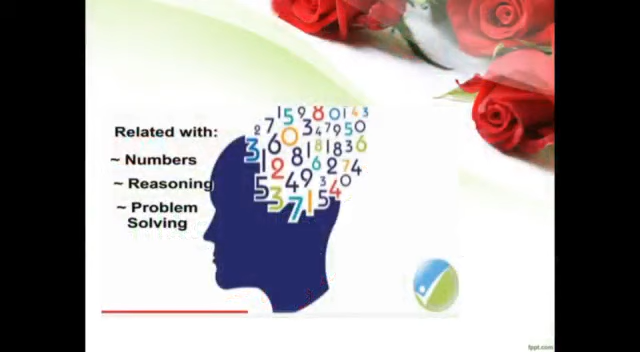 Related with:
~ Numbers
~ Reasoning
~ Problem
Solving
fppt.com